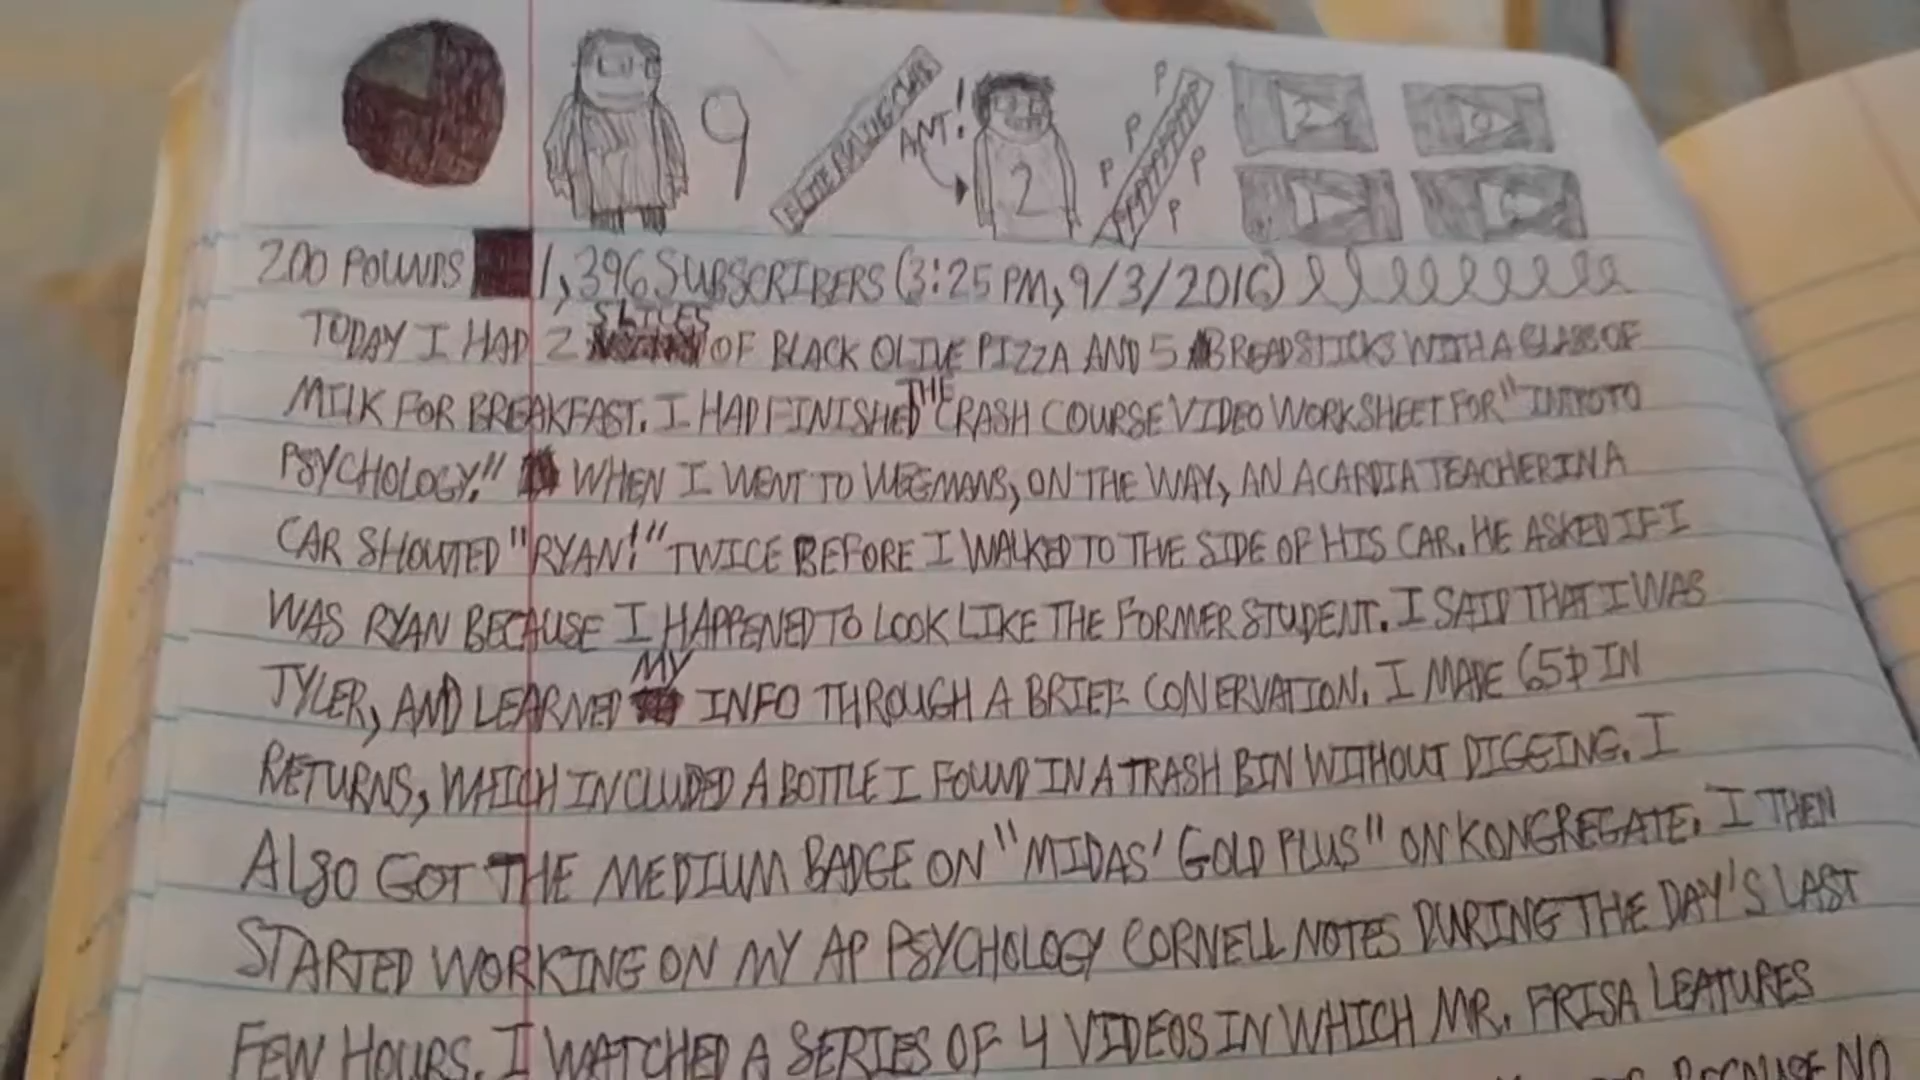 ANT!
2
P P P P P P
2
200 POUNDS 1,396 SUBSCRIBERS (3:25 PM, 9/3/2016)
TODAY I HAD 2 SLICES OF BLACK OLIVE PIZZA AND 5 BREADSTICKS WITH A GLASS OF
MILK FOR BREAKFAST. I HAD FINISHED THE CRASH COURSE VIDEO WORKSHEET FOR "INTRO TO
PSYCHOLOGY." WHEN I WENT TO WEGMANS, ON THE WAY, AN ACARDIA TEACHER IN A
CAR SHOUTED "RYAN!" TWICE BEFORE I WALKED TO THE SIDE OF HIS CAR. HE ASKED IF I
WAS RYAN BECAUSE I HAPPENED TO LOOK LIKE THE FORMER STUDENT. I SAID THAT I WAS
TYLER, AND LEARNED MY INFO THROUGH A BRIEF CONERVATION. I MADE 65¢ IN
RETURNS, WHICH INCLUDED A BOTTLE I FOUND IN A TRASH BIN WITHOUT DIGGING. I
ALSO GOT THE MEDIUM BADGE ON "MIDAS' GOLD PLUS" ON KONGREGATE. I THEN
STARTED WORKING ON MY AP PSYCHOLOGY CORNELL NOTES DURING THE DAY'S LAST
FEW HOURS. I WATCHED A SERIES OF 4 VIDEOS IN WHICH MR. FRISA LEATURES
BECAUSE NO